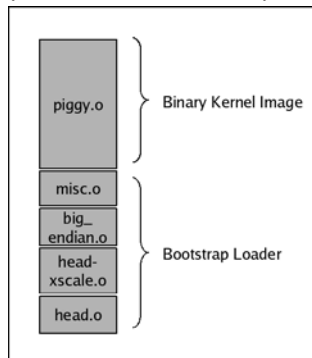 piggy.o
Binary Kernel Image
misc.o
big_
endian.o
head-
xscale.o
Bootstrap Loader
head.o